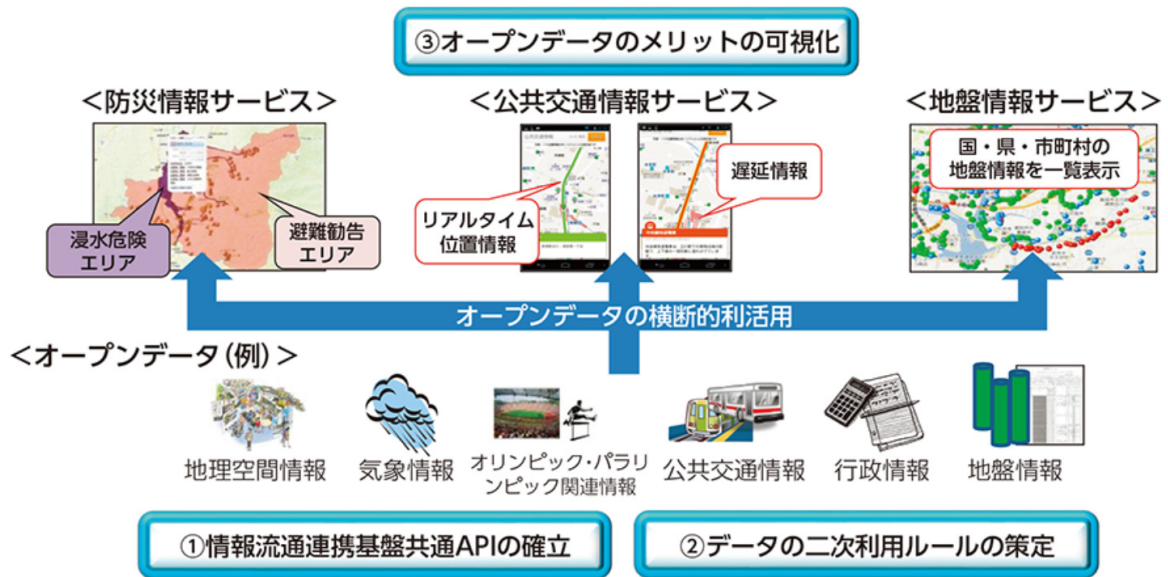 ③オープンデータのメリットの可視化
＜防災情報サービス＞
＜公共交通情報サービス＞
＜地盤情報サービス＞
浸水危険
エリア
避難勧告
エリア
リアルタイム
位置情報
遅延情報
国・県・市町村の
地盤情報を一覧表示
オープンデータの横断的利活用
＜オープンデータ（例）＞
地理空間情報
気象情報
オリンピック・パラリ
ンピック関連情報
公共交通情報
行政情報
地盤情報
①情報流通連携基盤共通APIの確立
②データの二次利用ルールの策定